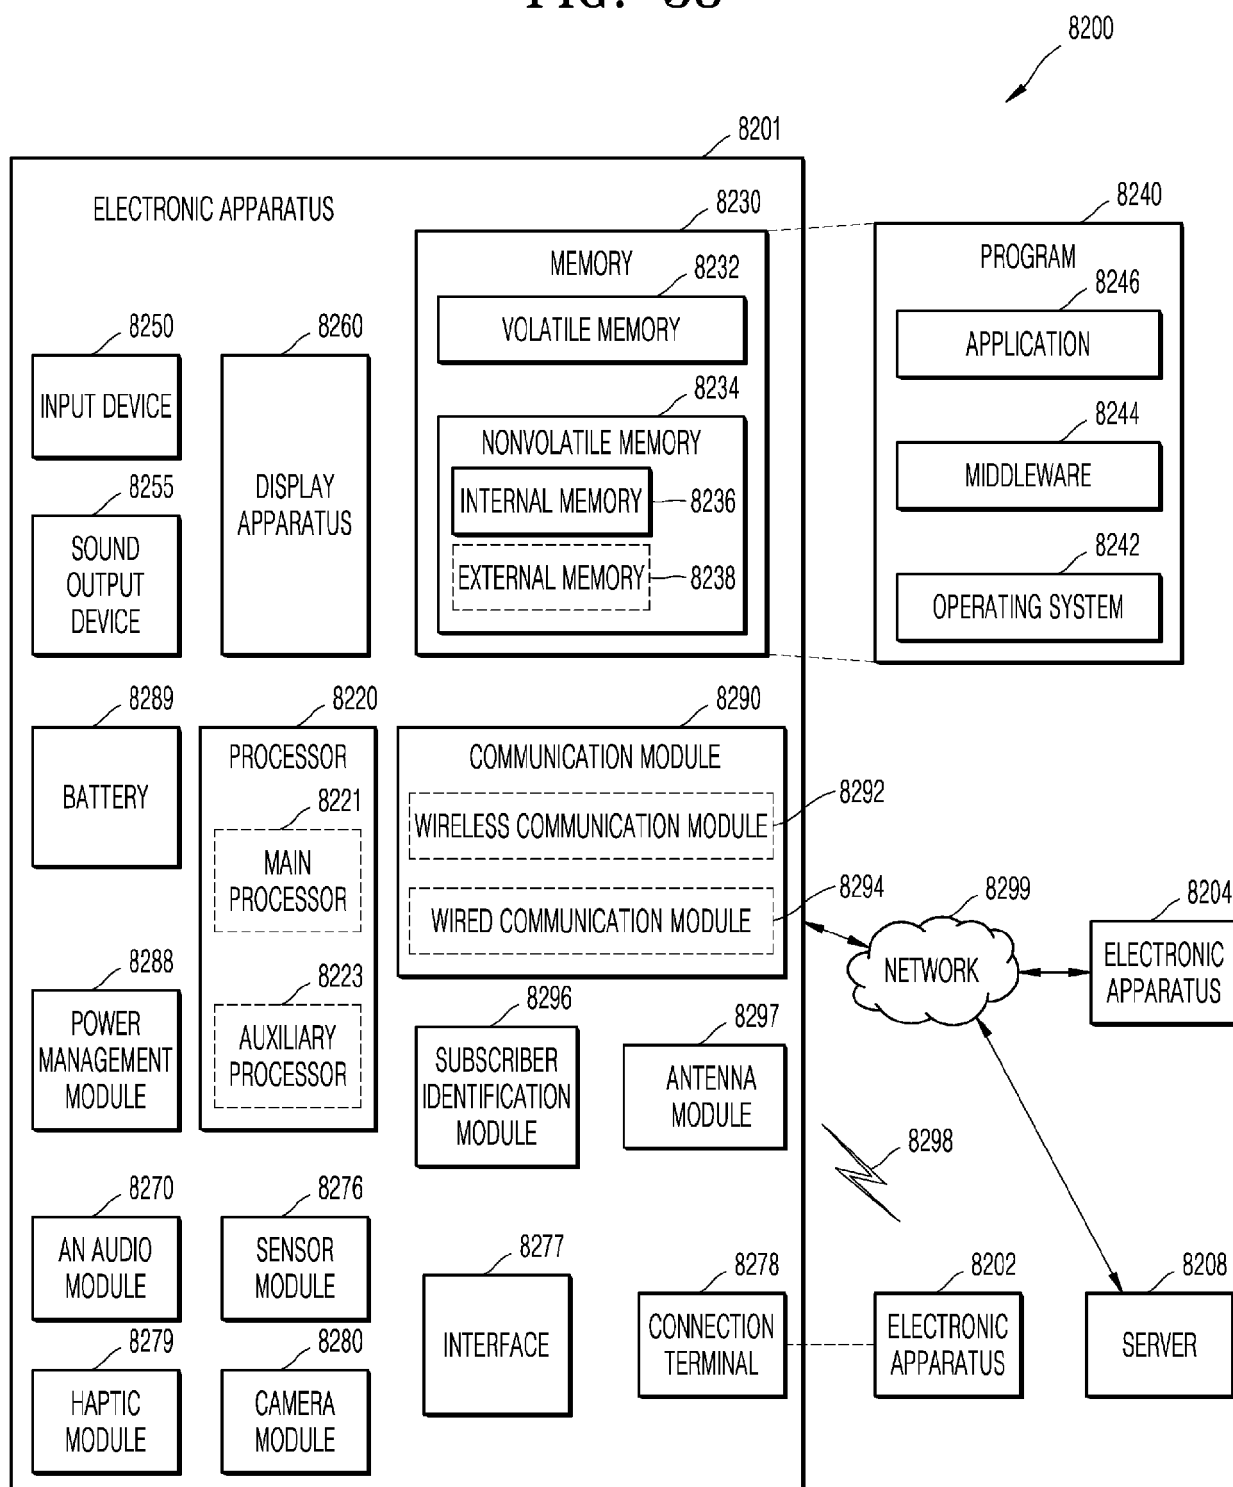 8200
8201
ELECTRONIC APPARATUS
8230
MEMORY
8232
VOLATILE MEMORY
8234
NONVOLATILE MEMORY
INTERNAL MEMORY
8236
EXTERNAL MEMORY
8238
8240
PROGRAM
8246
APPLICATION
8244
MIDDLEWARE
8242
OPERATING SYSTEM
8250
INPUT DEVICE
8260
DISPLAY
APPARATUS
8255
SOUND
OUTPUT
DEVICE
8289
BATTERY
8220
PROCESSOR
8221
MAIN
PROCESSOR
8223
AUXILIARY
PROCESSOR
8290
COMMUNICATION MODULE
8292
WIRELESS COMMUNICATION MODULE
8294
WIRED COMMUNICATION MODULE
8299
NETWORK
8204
ELECTRONIC
APPARATUS
8288
POWER
MANAGEMENT
MODULE
8296
SUBSCRIBER
IDENTIFICATION
MODULE
8297
ANTENNA
MODULE
8298
8270
AN AUDIO
MODULE
8276
SENSOR
MODULE
8277
INTERFACE
8278
CONNECTION
TERMINAL
8202
ELECTRONIC
APPARATUS
8208
SERVER
8279
HAPTIC
MODULE
8280
CAMERA
MODULE